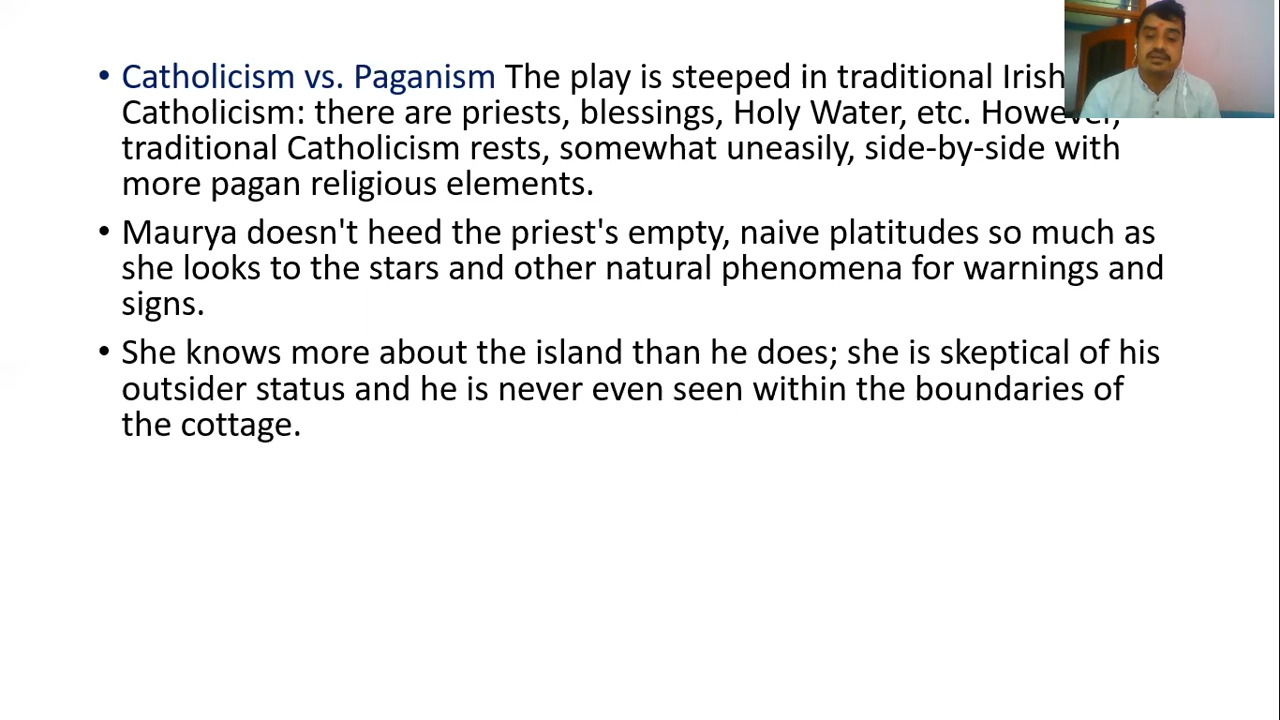 • Catholicism vs. Paganism The play is steeped in traditional Irish
Catholicism: there are priests, blessings, Holy Water, etc. However,
traditional Catholicism rests, somewhat uneasily, side-by-side with
more pagan religious elements.
• Maurya doesn't heed the priest's empty, naive platitudes so much as
she looks to the stars and other natural phenomena for warnings and
signs.
• She knows more about the island than he does; she is skeptical of his
outsider status and he is never even seen within the boundaries of
the cottage.